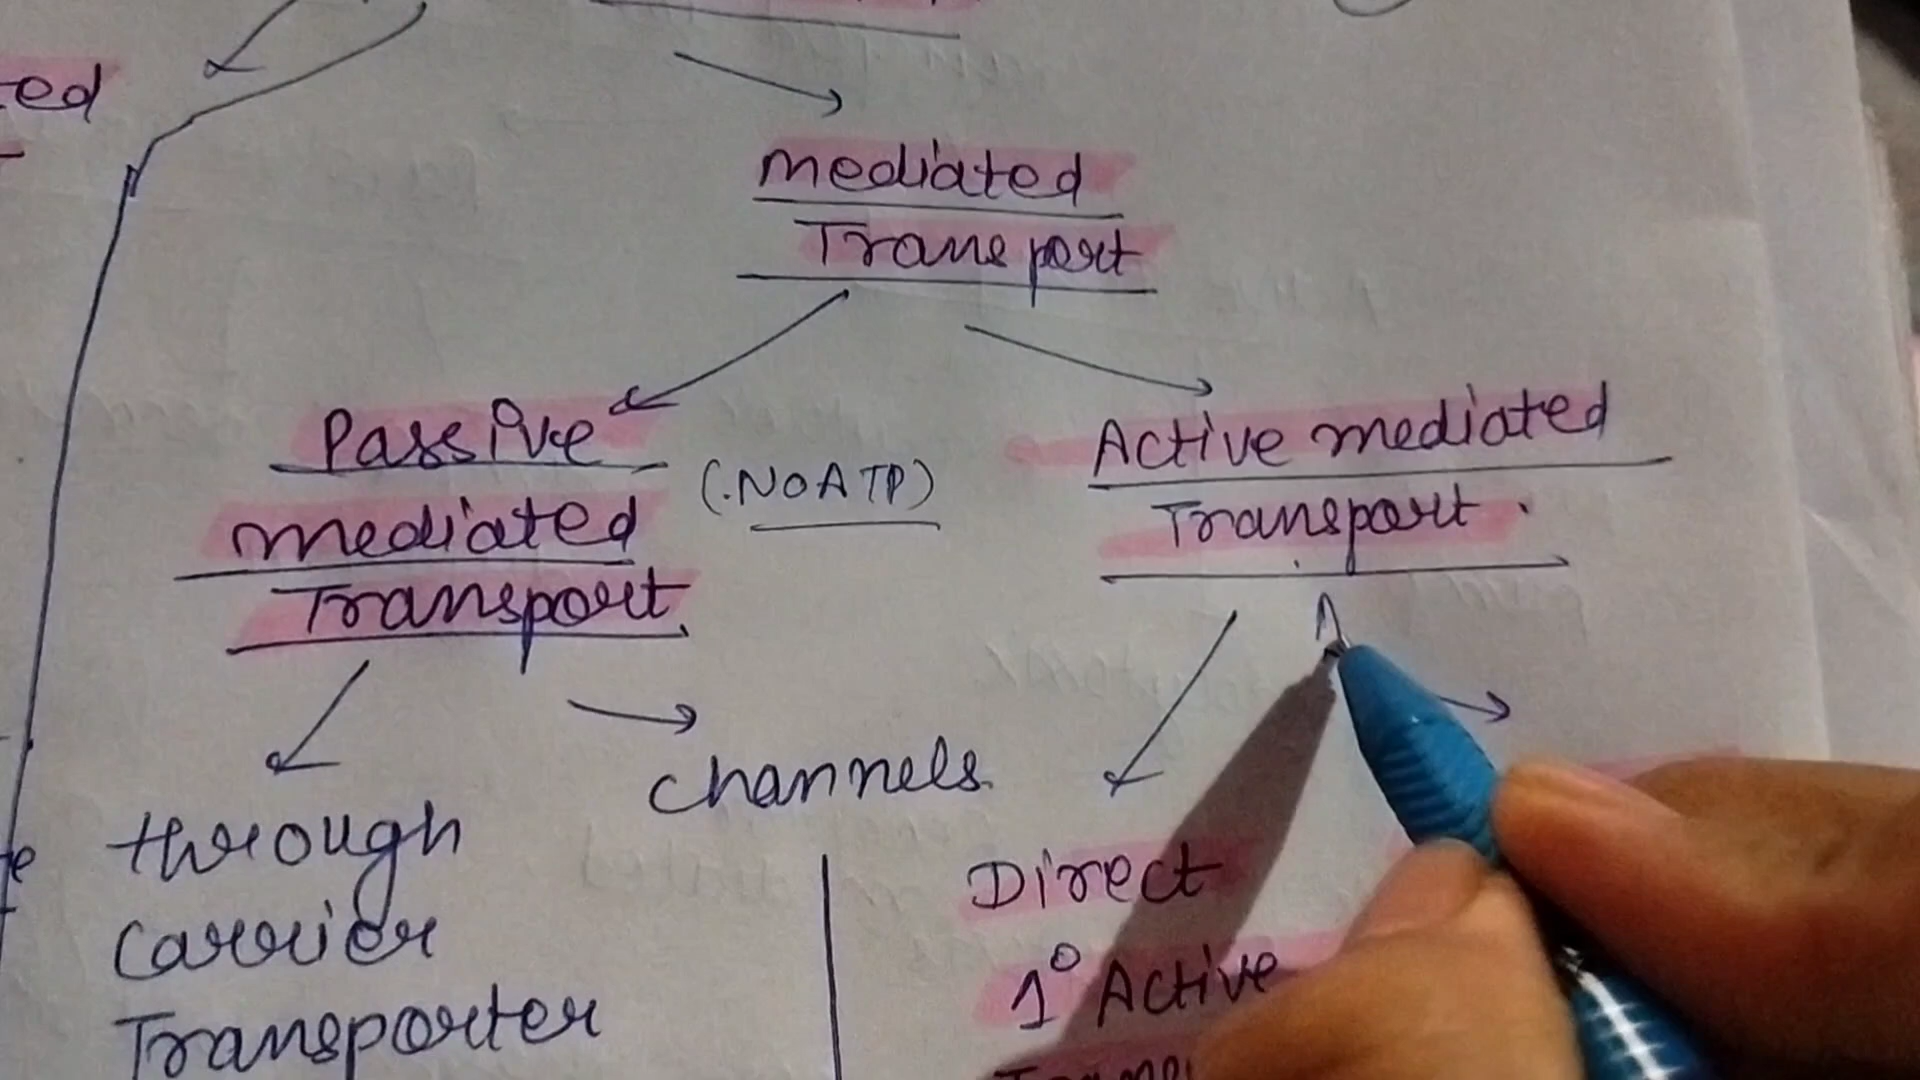 ed
mediated
Transport
Passive
mediated
Transport
(NO ATP)
Active mediated
Transport
through
Carrier
Transporter
channels
Direct
1° Active